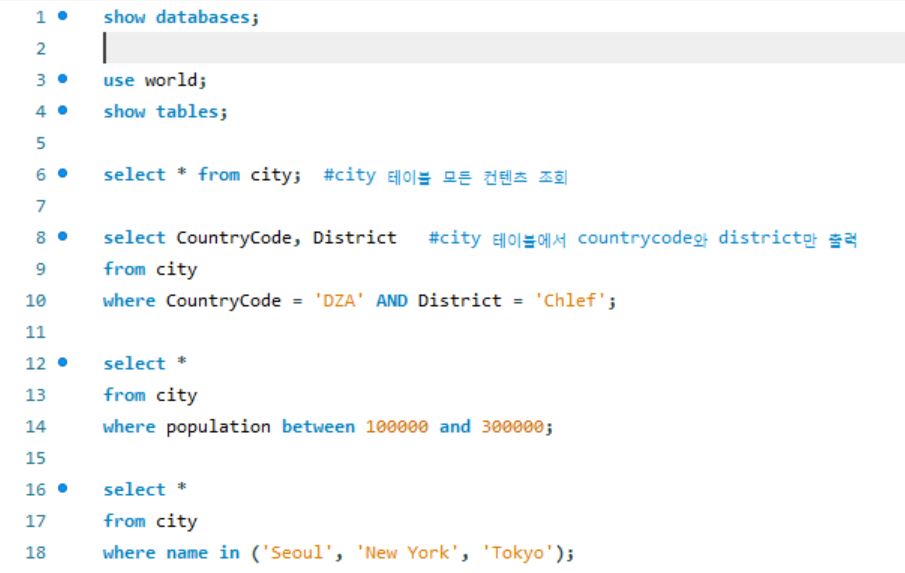 1 show databases;
2
3 use world;
4 show tables;
5
6 select * from city; #city 테이블 모든 컨텐츠 조회
7
8 select CountryCode, District #city 테이블에서 countrycode와 district만 출력
9 from city
10 where CountryCode = 'DZA' AND District = 'Chlef';
11
12 select *
13 from city
14 where population between 100000 and 300000;
15
16 select *
17 from city
18 where name in ('Seoul', 'New York', 'Tokyo');